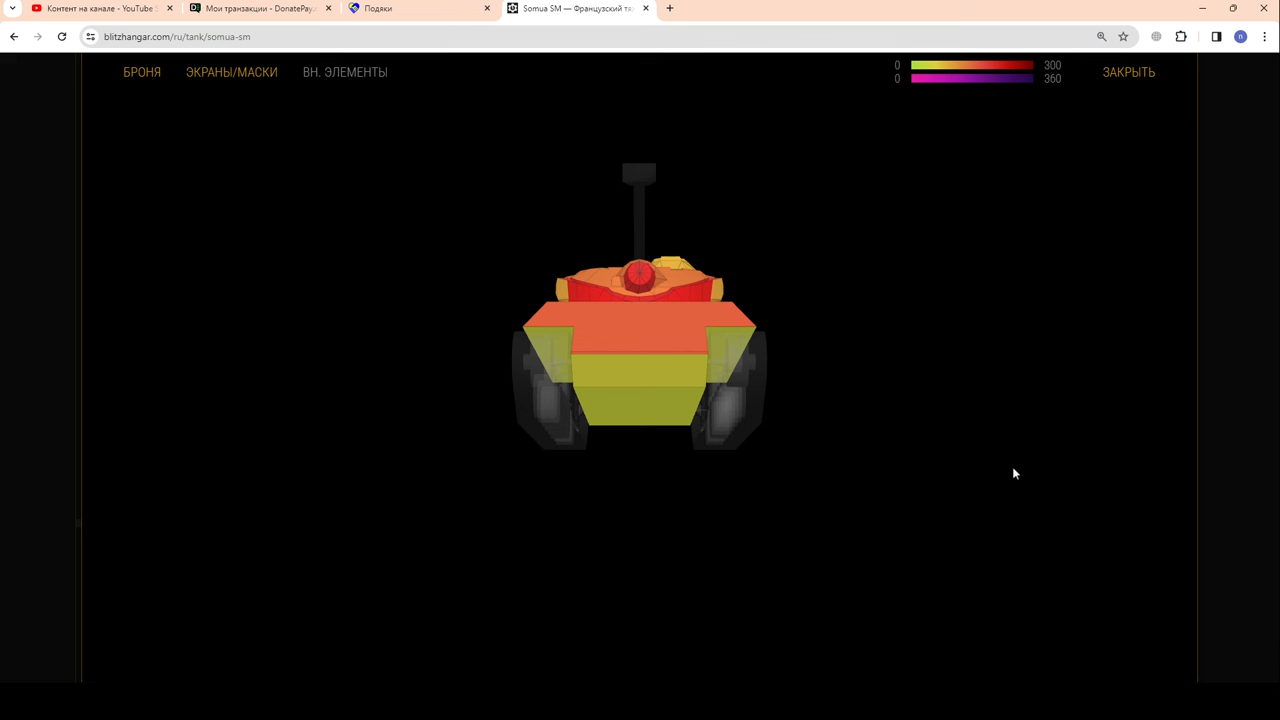 Контент на канале - YouTube S
Мои транзакции - DonatePay.
Подяки
Somua SM — Французский тя
blitzhangar.com/ru/tank/somua-sm
n
БРОНЯ ЭКРАНЫ/МАСКИ ВН. ЭЛЕМЕНТЫ
0 300
0 360
ЗАКРЫТЬ